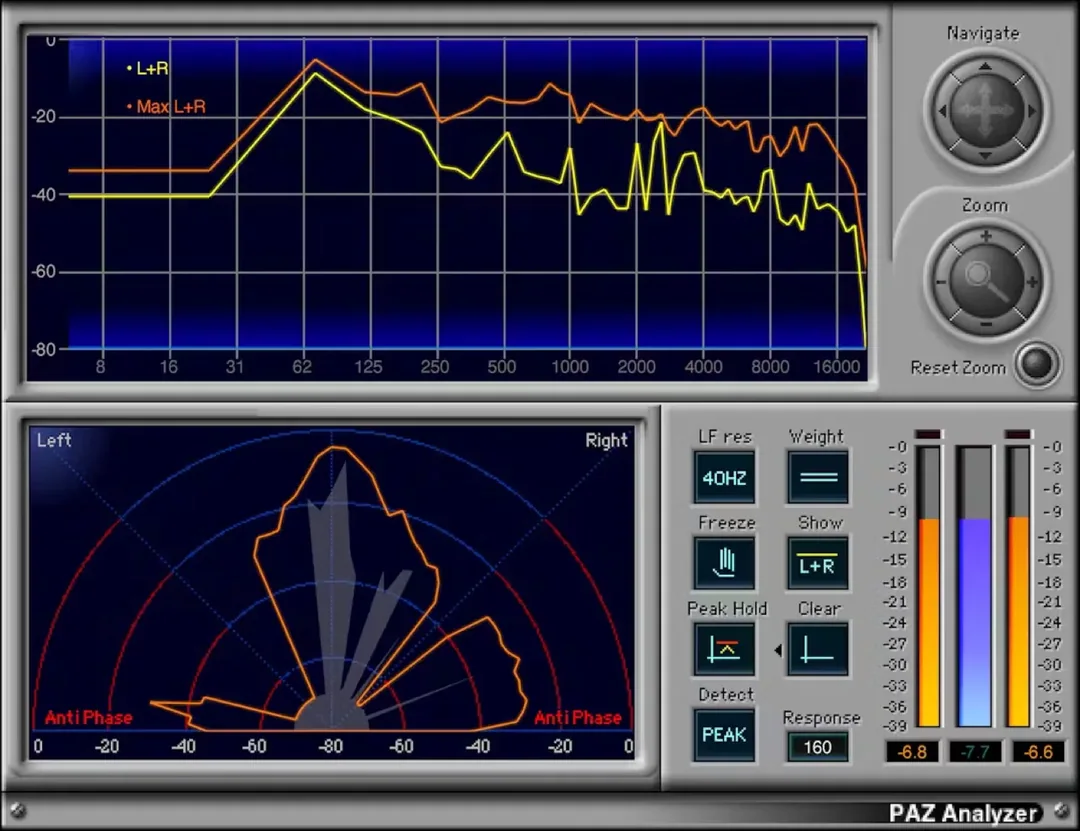 Navigate
0
• L+R
• Max L+R
-20
-40
-60
-80
8 16 31 62 125 250 500 1000 2000 4000 8000 16000
Zoom
+
- +
-
Reset Zoom
Left Right
AntiPhase AntiPhase
0 -20 -40 -60 -80 -60 -40 -20 0
LF res Weight
40HZ
Freeze Show
L+R
Peak Hold Clear
Detect
PEAK
Response
160
-0 -0
-3 -3
-6 -6
-9 -9
-12 -12
-15 -15
-18 -18
-21 -21
-24 -24
-27 -27
-30 -30
-33 -33
-36 -36
-39 -39
-6.8 -7.7 -6.6
PAZ Analyzer